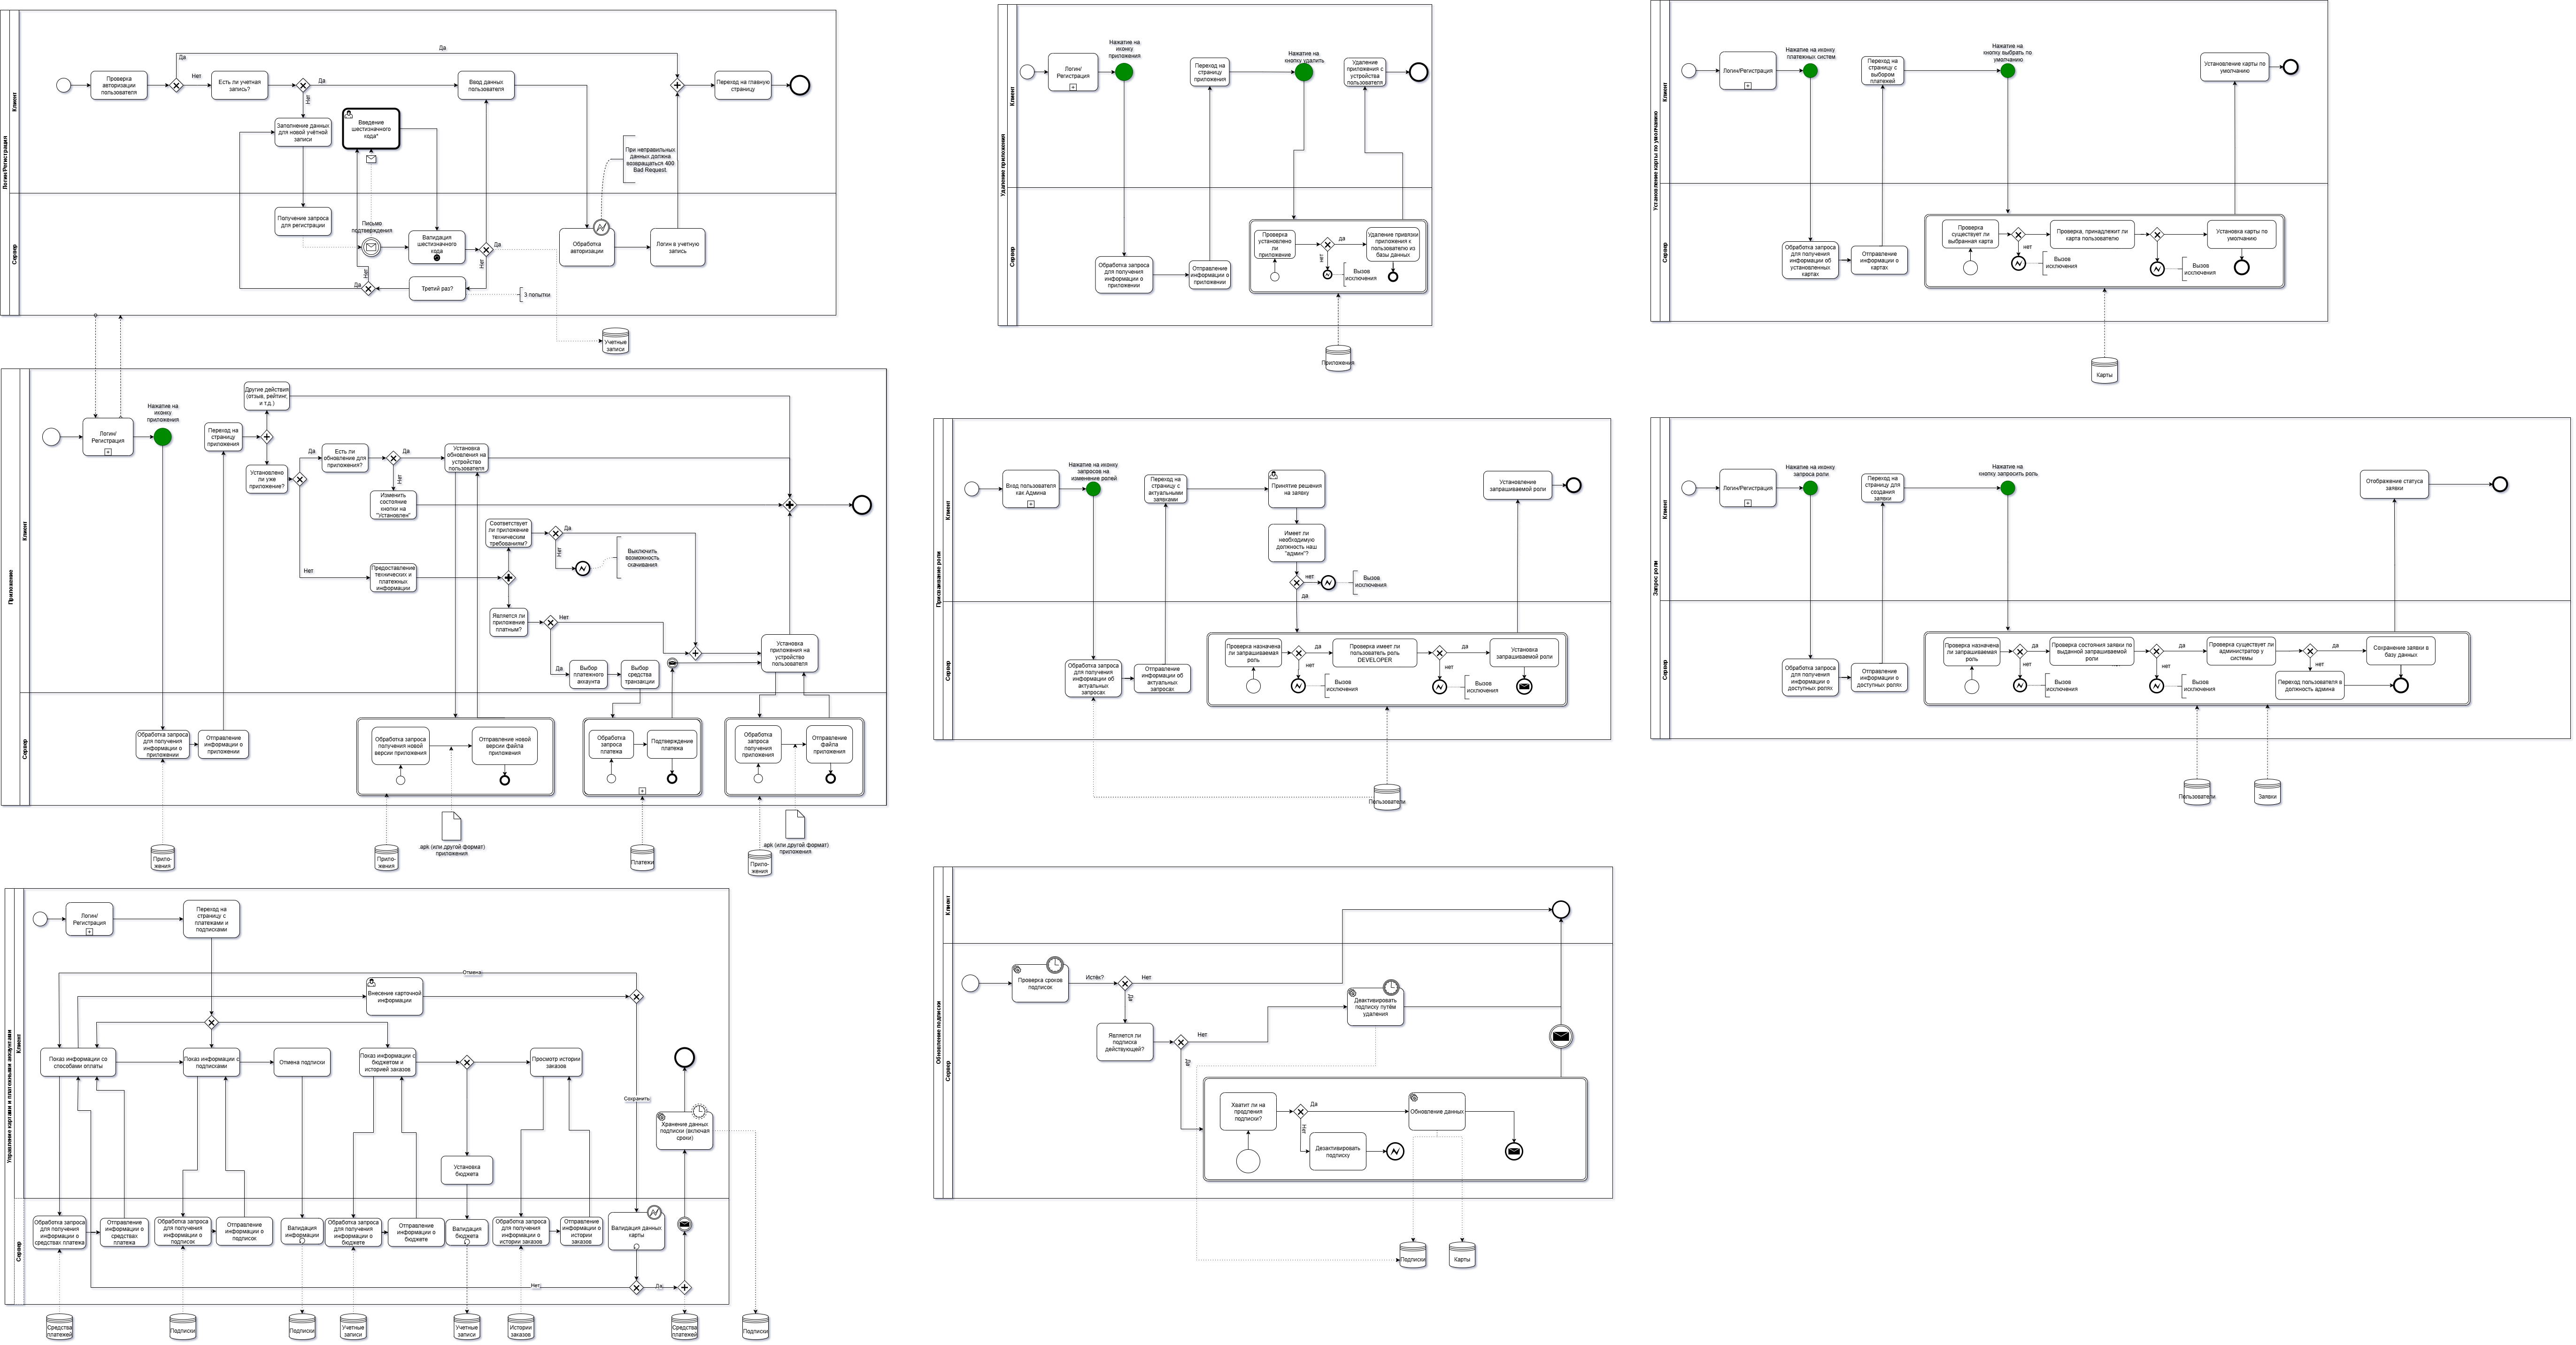 Логин/Регистрация
Клиент
Сервер
Проверка
авторизации
пользователя
Да
Да
Нет
Есть ли учетная
запись?
Да
Нет
Ввод данных
пользователя
Переход на главную
страницу
Заполнение данных
для новой учётной
записи
Введение
шестизначного
кода*
При неправильных
данных должна
возвращаться 400
Bad Request.
Получение запроса
для регистрации
Письмо
подтверждения
Валидация
шестизначного
кода
Да
Нет
Обработка
авторизации
Логин в учетную
запись
Третий раз?
Да
Нет
3 попытки
Учетные
записи
Приложение
Клиент
Сервер
Логин/
Регистрация
Нажатие на
иконку
приложения
Переход на
страницу
приложения
Другие действия
(отзыв, рейтинг,
и т.д.)
Установлено
ли уже
приложение?
Да
Есть ли
обновление для
приложения?
Да
Нет
Установка
обновления на
устройство
пользователя
Изменить
состояние
кнопки на
"Установлен"
Нет
Предоставление
технических и
платежных
информации
Соответствует
ли приложение
техническим
требованиям?
Да
Нет
Выключить
возможность
скачивания
Является ли
приложение
платным?
Нет
Да
Выбор
платежного
аккаунта
Выбор
средства
транзакции
Установка
приложения на
устройство
пользователя
Обработка запроса
для получения
информации о
приложении
Отправление
информации о
приложении
Обработка запроса
получения новой
версии приложения
Отправление новой
версии файла
приложения
Обработка
запроса
платежа
Подтверждение
платежа
Обработка
запроса
получения
приложения
Отправление
файла
приложения
Прило-
жения
Прило-
жения
.apk (или другой формат)
приложения
Платежи
Прило-
жения
.apk (или другой формат)
приложения
Управление картами и платежными аккаунтами
Клиент
Сервер
Логин/
Регистрация
Переход на
страницу с
платежами и
подписками
Отмена
Внесение карточной
информации
Показ информации со
способами оплаты
Показ информации с
подписками
Отмена подписки
Показ информации с
бюджетом и
историей заказов
Просмотр истории
заказов
Сохранить
Хранение данных
подписки (включая
сроки)
Установка
бюджета
Обработка запроса
для получения
информации о
средствах платежа
Отправление
информации о
средствах
платежа
Обработка запроса
для получения
информации о
подписок
Отправление
информации о
подписок
Валидация
информации
Обработка запроса
для получения
информации о
бюджете
Отправление
информации о
бюджете
Валидация
бюджета
Обработка запроса
для получения
информации о
истории заказов
Отправление
информации о
истории
заказов
Валидация данных
карты
Нет
Да
Средства
платежей
Подписки
Подписки
Учетные
записи
Учетные
записи
Истории
заказов
Средства
платежей
Подписки
Удаление приложения
Клиент
Сервер
Логин/
Регистрация
Нажатие на
иконку
приложения
Переход на
страницу
приложения
Нажатие на
кнопку удалить
Удаление
приложения с
устройства
пользователя
Обработка запроса
для получения
информации о
приложении
Отправление
информации о
приложении
Проверка
установлено
ли
приложение
да
нет
Вызов
исключения
Удаление привязки
приложения к
пользователю из
базы данных
Приложения
Присваивание роли
Клиент
Сервер
Вход пользователя
как Админа
Нажатие на иконку
запросов на
изменение ролей
Переход на
страницу с
актуальными
заявками
Принятие решения
на заявку
Имеет ли
необходимую
должность наш
"админ"?
нет
да
Вызов
исключения
Установление
запрашиваемой роли
Обработка запроса
для получения
информации об
актуальных
запросах
Отправление
информации об
актуальных
запросах
Проверка назначена
ли запрашиваемая
роль
да
нет
Вызов
исключения
Проверка имеет ли
пользователь роль
DEVELOPER
да
нет
Вызов
исключения
Установка
запрашиваемой роли
Пользователи
Обновление подписки
Клиент
Сервер
Проверка сроков
подписок
Истёк?
Нет
Да
Является ли
подписка
действующей?
Нет
Да
Деактивировать
подписку путём
удаления
Хватит ли на
продления
подписки?
Да
Нет
Дезактивировать
подписку
Обновление данных
Подписки
Карты
Установление карты по умолчанию
Клиент
Сервер
Логин/Регистрация
Нажатие на иконку
платежных систем
Переход на
страницу с
выбором
платежей
Нажатие на
кнопку выбрать по
умолчанию
Установление карты по
умолчанию
Обработка запроса
для получения
информации об
установленных
картах
Отправление
информации о
картах
Проверка
существует ли
выбранная карта
нет
Вызов
исключения
Проверка, принадлежит ли
карта пользователю
Вызов
исключения
Установка карты по
умолчанию
Карты
Запрос роли
Клиент
Сервер
Логин/Регистрация
Нажатие на иконку
запроса роли
Переход на
страницу для
создания
заявки
Нажатие на
кнопку запросить роль
Отображение статуса
заявки
Обработка запроса
для получения
информации о
доступных ролях
Отправление
информации о
доступных ролях
Проверка назначена
ли запрашиваемая
роль
да
нет
Вызов
исключения
Проверка состояния заявки по
выданной запрашиваемой
роли
да
нет
Вызов
исключения
Проверка существует ли
администратор у
системы
да
нет
Переход пользователя в
должность админа
Сохранение заявки в
базу данных
Пользователи
Заявки